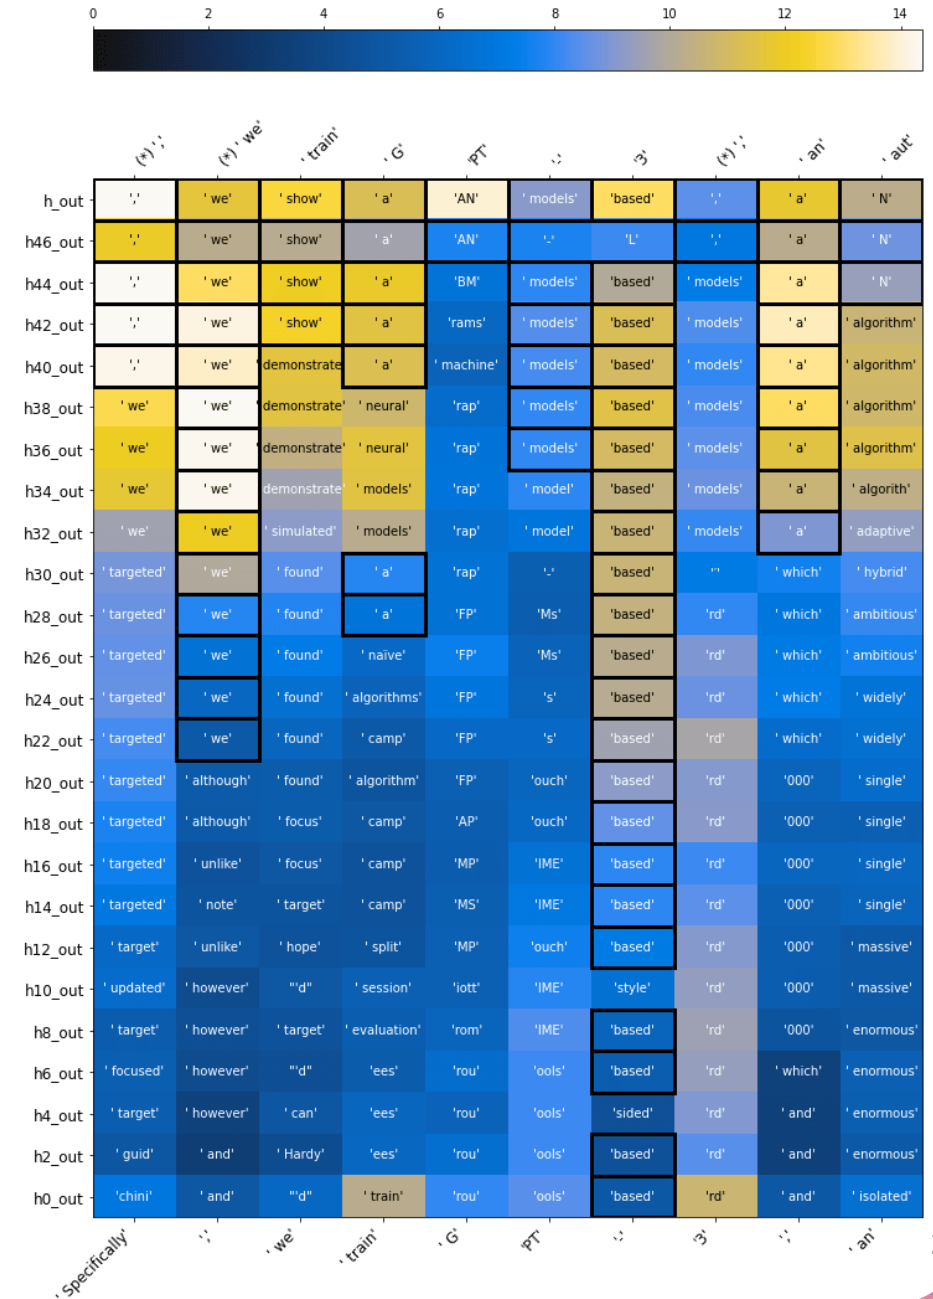 0 2 4 6 8 10 12 14
(*) ',' (*) ' we' ' train' ' G' 'PT' '-' '3' (*) ',' ' an' ' aut'
h_out ',' ' we' ' show' ' a' 'AN' ' models' 'based' ',' ' a' ' N'
h46_out ',' ' we' ' show' ' a' 'AN' '-' 'L' ',' ' a' ' N'
h44_out ',' ' we' ' show' ' a' 'BM' ' models' 'based' ' models' ' a' ' N'
h42_out ',' ' we' ' show' ' a' 'rams' ' models' 'based' ' models' ' a' ' algorithm'
h40_out ',' ' we' ' demonstrate' ' a' ' machine' ' models' 'based' ' models' ' a' ' algorithm'
h38_out ' we' ' we' ' demonstrate' ' neural' 'rap' ' models' 'based' ' models' ' a' ' algorithm'
h36_out ' we' ' we' ' demonstrate' ' neural' 'rap' ' models' 'based' ' models' ' a' ' algorithm'
h34_out ' we' ' we' ' demonstrate' ' models' 'rap' ' model' 'based' ' models' ' a' ' algorith'
h32_out ' we' ' we' ' simulated' ' models' 'rap' ' model' 'based' ' models' ' a' ' adaptive'
h30_out ' targeted' ' we' ' found' ' a' 'rap' '-' 'based' '"' ' which' ' hybrid'
h28_out ' targeted' ' we' ' found' ' a' 'FP' 'Ms' 'based' 'rd' ' which' ' ambitious'
h26_out ' targeted' ' we' ' found' ' naïve' 'FP' 'Ms' 'based' 'rd' ' which' ' ambitious'
h24_out ' targeted' ' we' ' found' ' algorithms' 'FP' 's' 'based' 'rd' ' which' ' widely'
h22_out ' targeted' ' we' ' found' ' camp' 'FP' 's' 'based' 'rd' ' which' ' widely'
h20_out ' targeted' ' although' ' found' ' algorithm' 'FP' 'ouch' 'based' 'rd' '000' ' single'
h18_out ' targeted' ' although' ' focus' ' camp' 'AP' 'ouch' 'based' 'rd' '000' ' single'
h16_out ' targeted' ' unlike' ' focus' ' camp' 'MP' 'IME' 'based' 'rd' '000' ' single'
h14_out ' targeted' ' note' ' target' ' camp' 'MS' 'IME' 'based' 'rd' '000' ' single'
h12_out ' target' ' unlike' ' hope' ' split' 'MP' 'ouch' 'based' 'rd' '000' ' massive'
h10_out ' updated' ' however' "'d" ' session' 'iott' 'IME' 'style' 'rd' '000' ' massive'
h8_out ' target' ' however' ' target' ' evaluation' 'rom' 'IME' 'based' 'rd' '000' ' enormous'
h6_out ' focused' ' however' "'d" 'ees' 'rou' 'ools' 'based' 'rd' ' which' ' enormous'
h4_out ' target' ' however' ' can' 'ees' 'rou' 'ools' 'sided' 'rd' ' and' ' enormous'
h2_out ' guid' ' and' ' Hardy' 'ees' 'rou' 'ools' 'based' 'rd' ' and' ' enormous'
h0_out 'chini' ' and' "'d" ' train' 'rou' 'ools' 'based' 'rd' ' and' ' isolated'
' Specifically' ',' ' we' ' train' ' G' 'PT' '-' '3' ',' ' an'